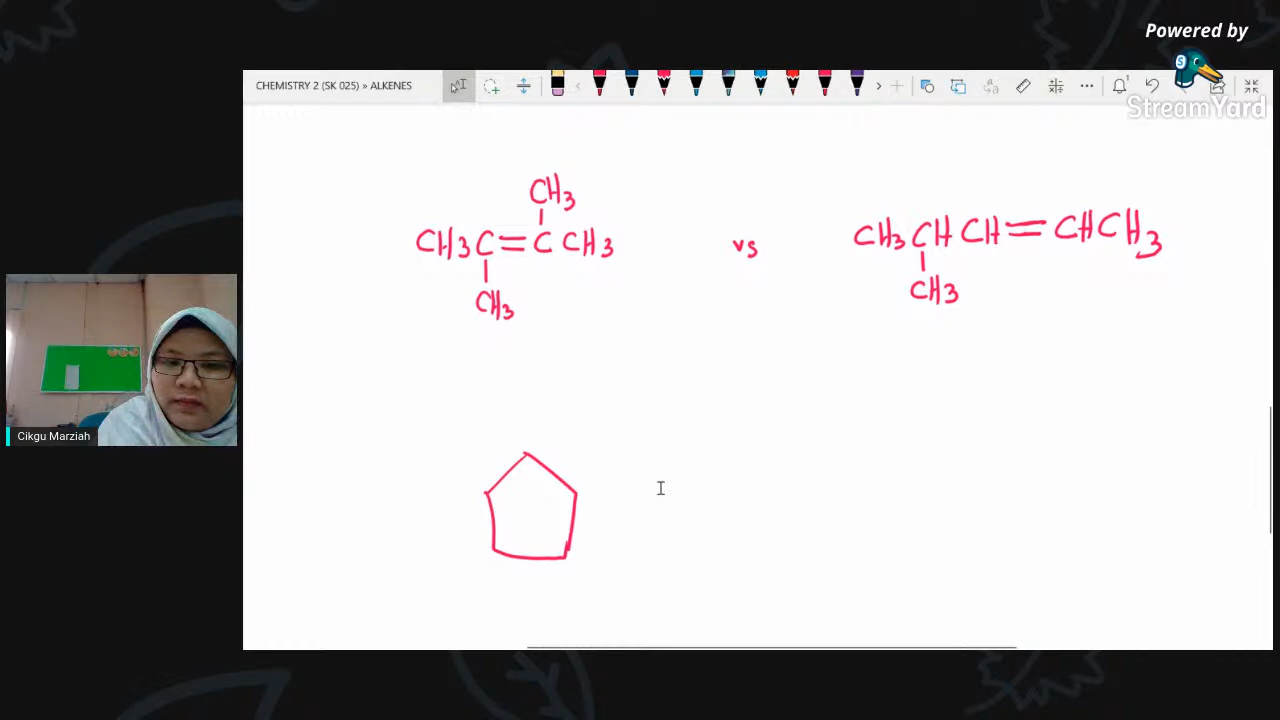 Powered by
StreamYard
CHEMISTRY 2 (SK 025) » ALKENES
CH3
CH3C=CCH3
CH3
vs
CH3CHCH=CHCH3
CH3
Cikgu Marziah